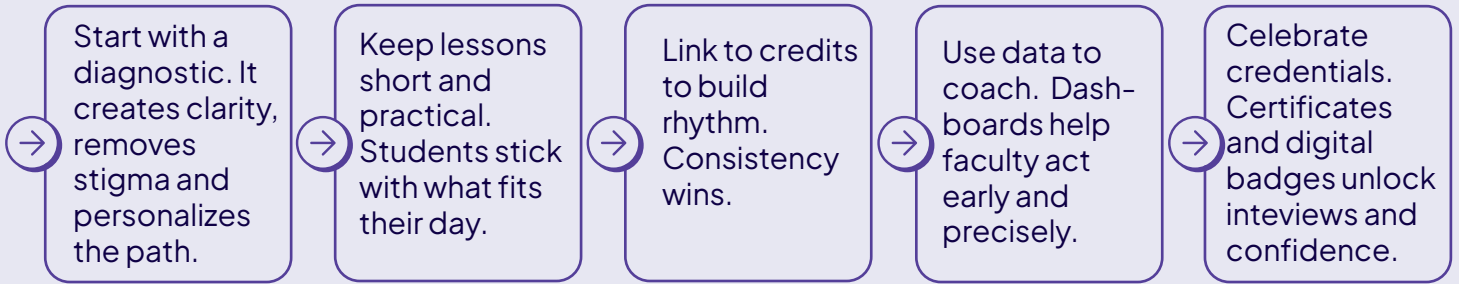 Start with a
diagnostic. It
creates clarity,
removes
stigma and
personalizes
the path.
Keep lessons
short and
practical.
Students stick
with what fits
their day.
Link to credits
to build
rhythm.
Consistency
wins.
Use data to
coach.  Dash-
boards help
faculty act
early and
precisely.
Celebrate
credentials.
Certificates
and digital
badges unlock
inteviews and
confidence.